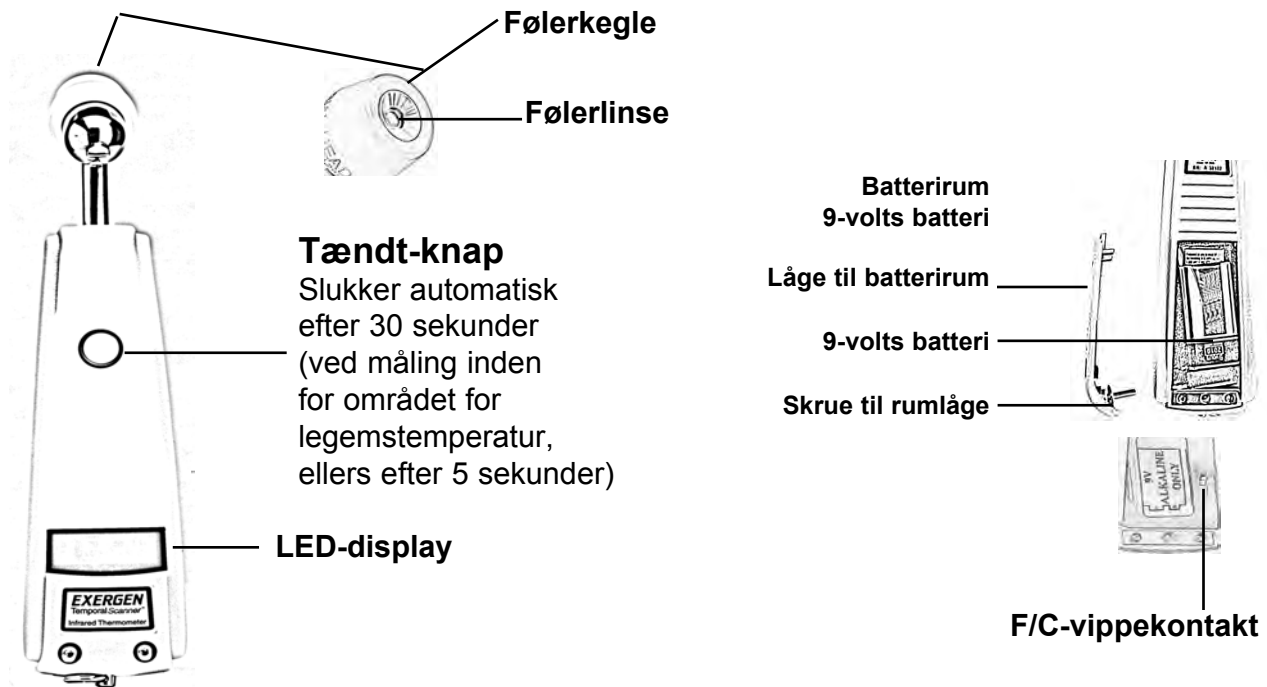 Følerkegle
Følerlinse
Tændt-knap
Slukker automatisk
efter 30 sekunder
(ved måling inden
for området for
legemstemperatur,
ellers efter 5 sekunder)
LED-display
EXERGEN
TemporalScanner™
Infrared Thermometer
Batterirum
9-volts batteri
Låge til batterirum
9-volts batteri
Skrue til rumlåge
9V
ALKALINE
ONLY
F/C-vippekontakt